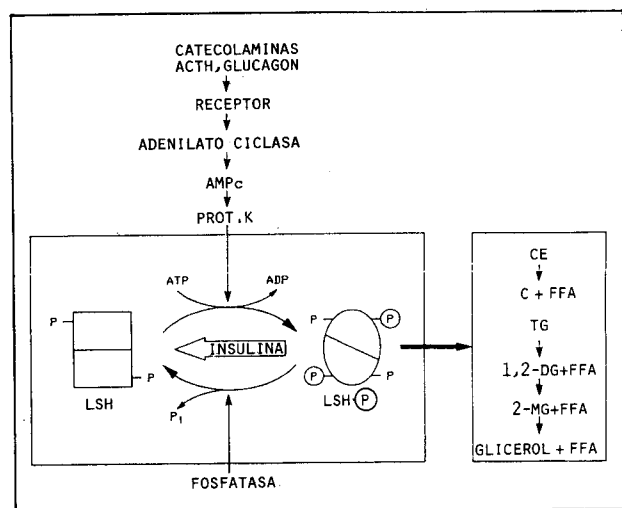 CATECOLAMINAS
ACTH, GLUCAGON
RECEPTOR
ADENILATO CICLASA
AMPc
PROT.K
ATP
ADP
P
P
LSH
INSULINA
P
P
P
P
LSH P
Pi
FOSFATASA
CE
C + FFA
TG
1,2-DG+FFA
2-MG+FFA
GLICEROL + FFA